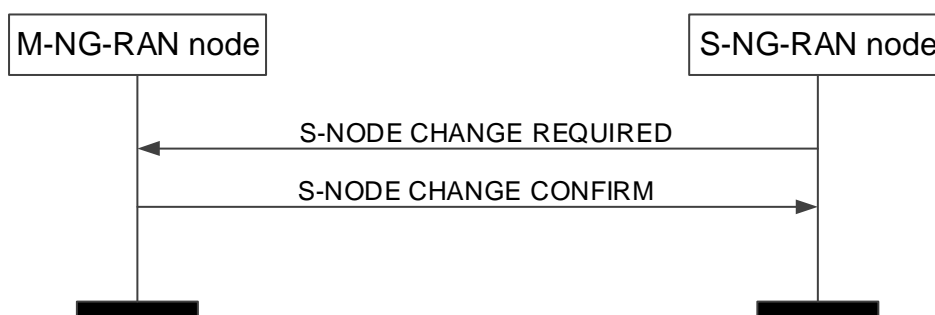 M-NG-RAN node
S-NG-RAN node
S-NODE CHANGE REQUIRED
S-NODE CHANGE CONFIRM